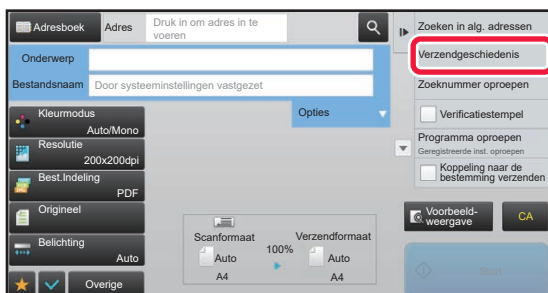 Adresboek
Adres
Druk in om adres in te
voeren
Onderwerp
Bestandsnaam
Door systeeminstellingen vastgezet
Opties
Kleurmodus
Auto/Mono
Resolutie
200x200dpi
Best.Indeling
PDF
Origineel
Belichting
Auto
Overige
Scanformaat
Auto
A4
100%
Verzendformaat
Auto
A4
Zoeken in alg. adressen
Verzendgeschiedenis
Zoeknummer oproepen
Verificatiestempel
Programma oproepen
Geregistreerde inst. oproepen
Koppeling naar de
bestemming verzenden
Voorbeeld-
weergave
CA
Start